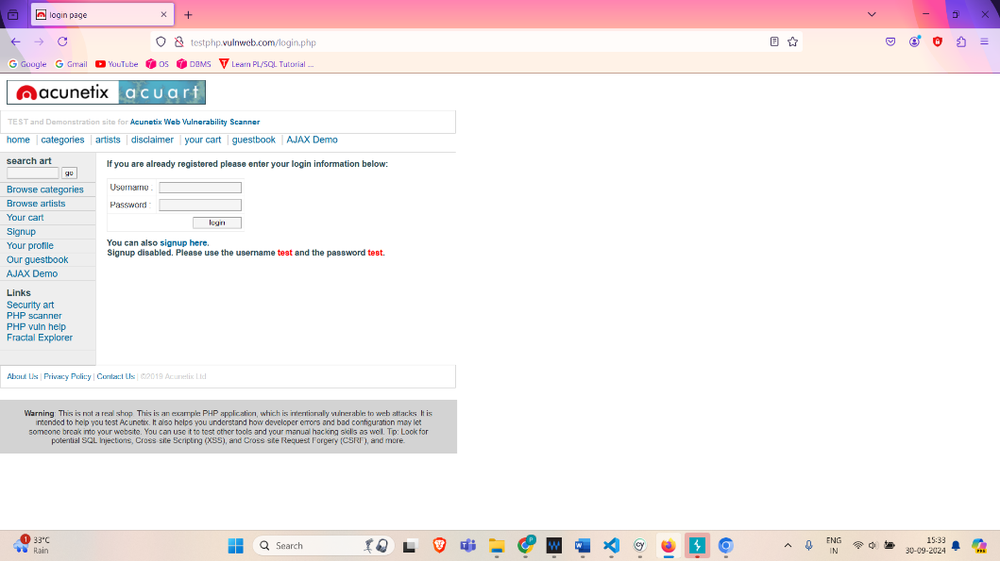 login page
testphp.vulnweb.com/login.php
Google Gmail YouTube OS DBMS Learn PL/SQL Tutorial ...
acunetix acuart
TEST and Demonstration site for Acunetix Web Vulnerability Scanner
home | categories | artists | disclaimer | your cart | guestbook | AJAX Demo
search art
go
Browse categories
Browse artists
Your cart
Signup
Your profile
Our guestbook
AJAX Demo
Links
Security art
PHP scanner
PHP vuln help
Fractal Explorer
If you are already registered please enter your login information below:
Username :
Password :
login
You can also signup here.
Signup disabled. Please use the username test and the password test.
About Us | Privacy Policy | Contact Us | ©2019 Acunetix Ltd
Warning: This is not a real shop. This is an example PHP application, which is intentionally vulnerable to web attacks. It is
intended to help you test Acunetix. It also helps you understand how developer errors and bad configuration may let
someone break into your website. You can use it to test other tools and your manual hacking skills as well. Tip: Look for
potential SQL Injections, Cross-site Scripting (XSS), and Cross-site Request Forgery (CSRF), and more.
1
33°C
Rain
Search
ENG
IN
15:33
30-09-2024